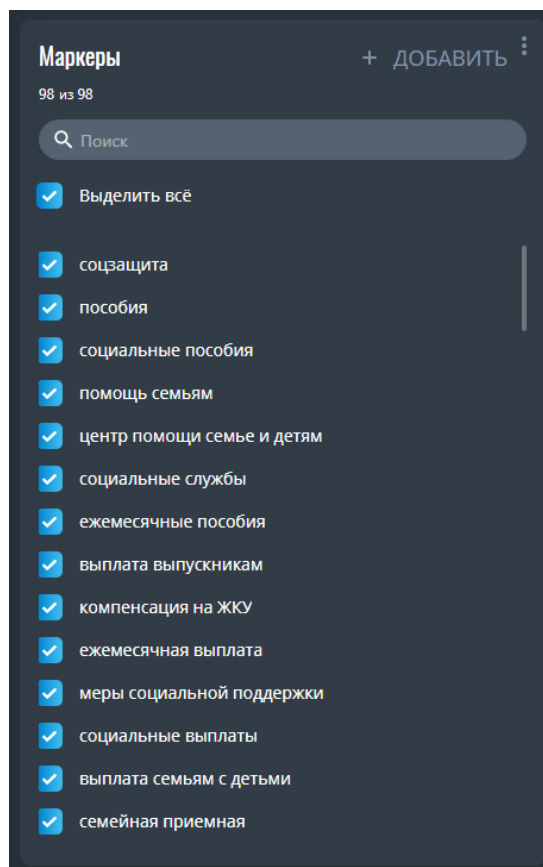 Маркеры
+ ДОБАВИТЬ
98 из 98
Поиск
Выделить всё
соцзащита
пособия
социальные пособия
помощь семьям
центр помощи семье и детям
социальные службы
ежемесячные пособия
выплата выпускникам
компенсация на ЖКУ
ежемесячная выплата
меры социальной поддержки
социальные выплаты
выплата семьям с детьми
семейная приемная